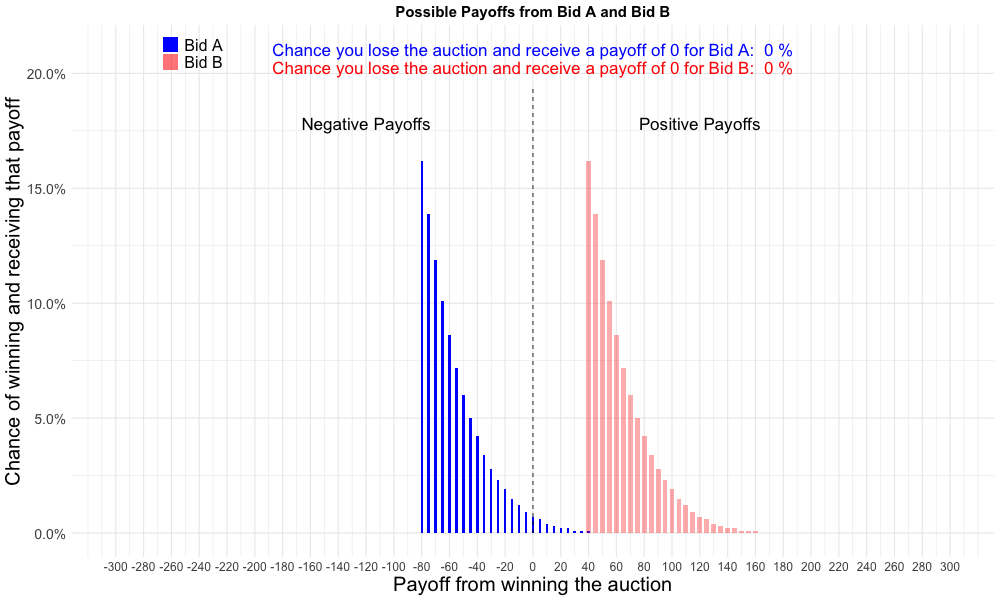 Possible Payoffs from Bid A and Bid B
Bid A
Bid B
Chance you lose the auction and receive a payoff of 0 for Bid A:  0 %
Chance you lose the auction and receive a payoff of 0 for Bid B:  0 %
Negative Payoffs
Positive Payoffs
Chance of winning and receiving that payoff
20.0%
15.0%
10.0%
5.0%
0.0%
-300 -280 -260 -240 -220 -200 -180 -160 -140 -120 -100 -80 -60 -40 -20 0 20 40 60 80 100 120 140 160 180 200 220 240 260 280 300
Payoff from winning the auction